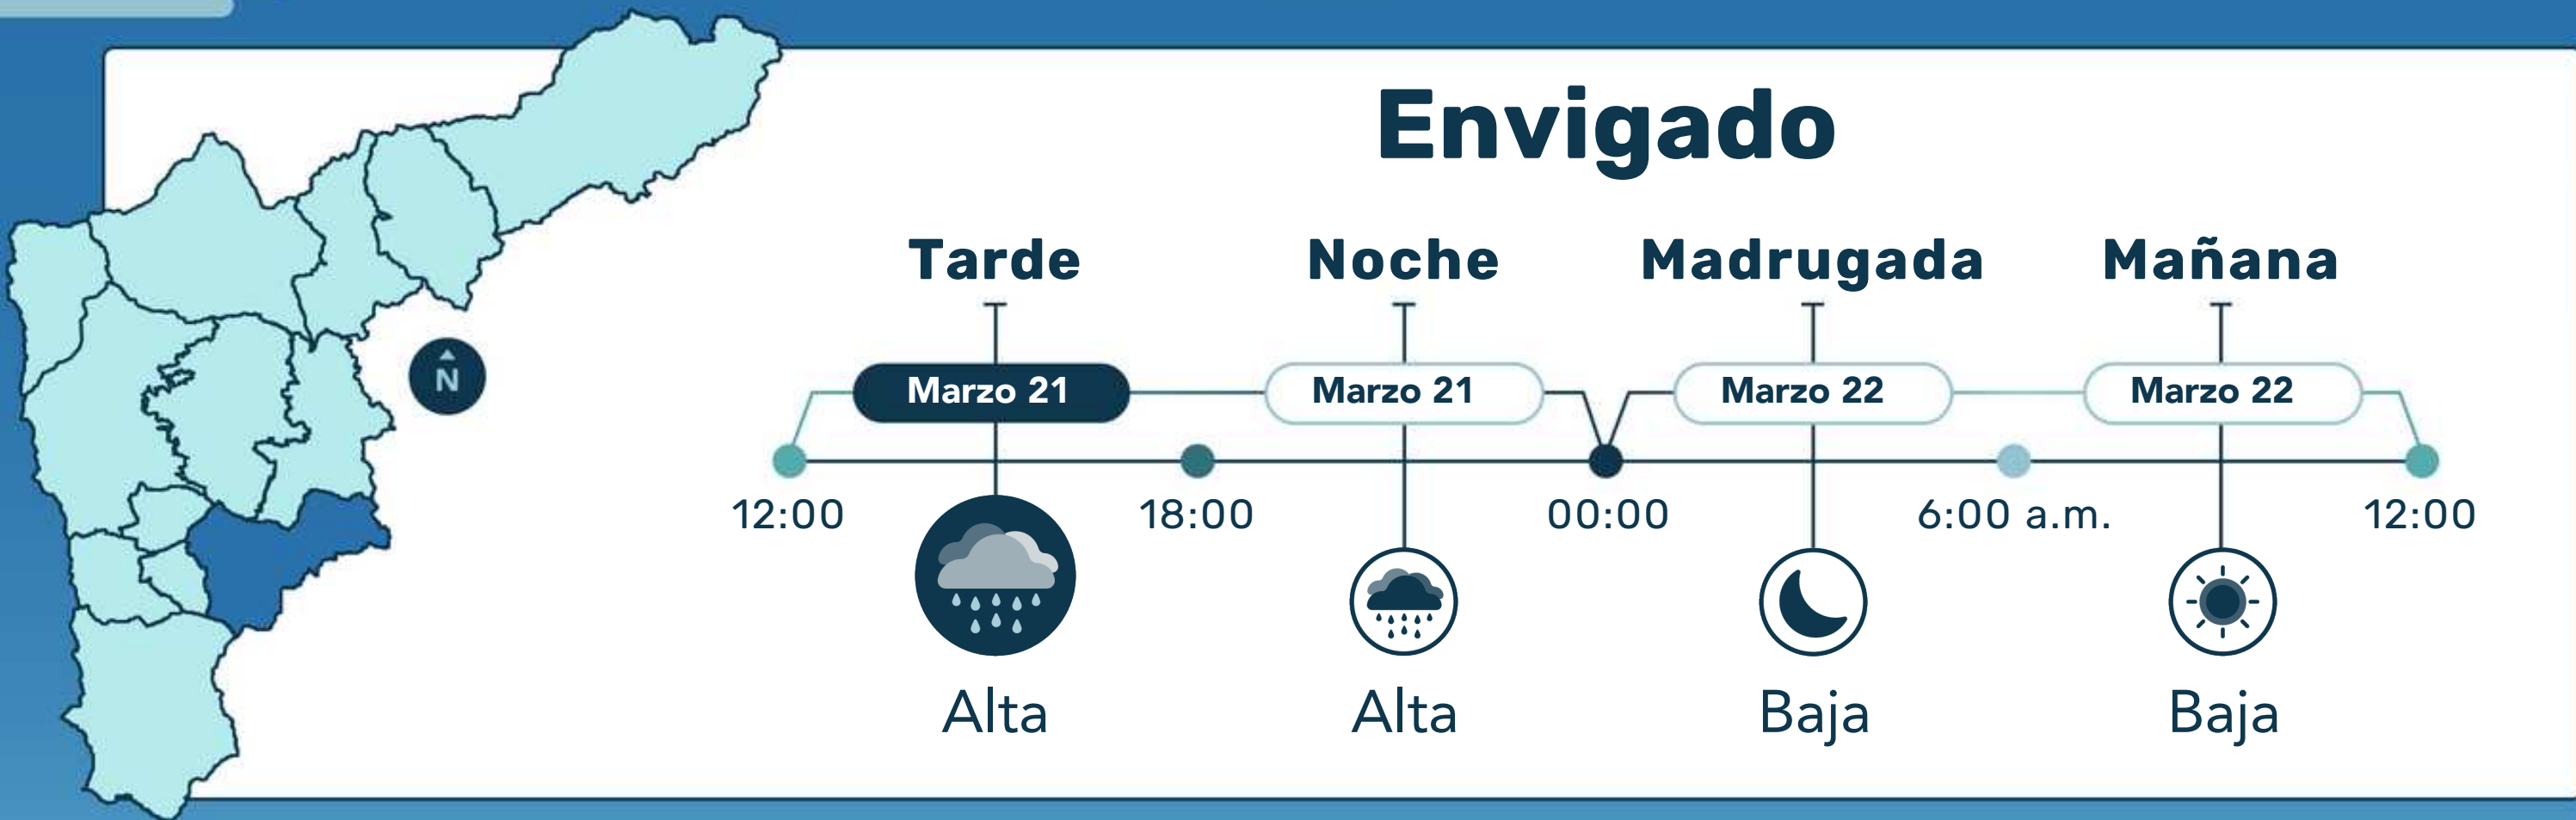 Envigado
Tarde Noche Madrugada Mañana
N
Marzo 21 Marzo 21 Marzo 22 Marzo 22
12:00 18:00 00:00 6:00 a.m. 12:00
Alta Alta Baja Baja